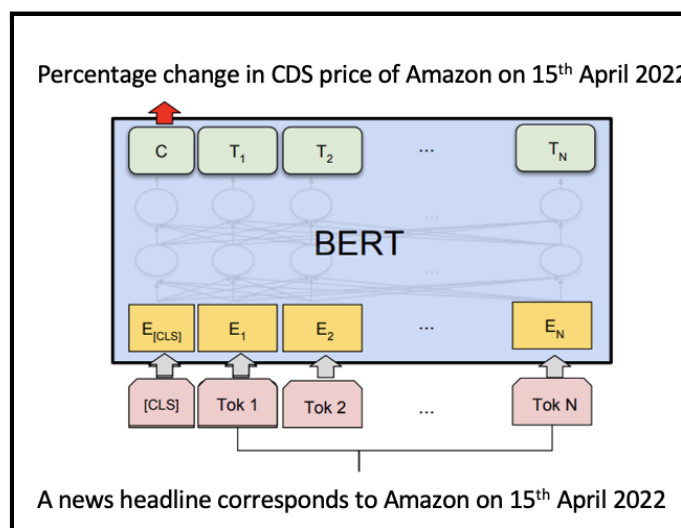 Percentage change in CDS price of Amazon on 15th April 2022
C T1 T2 ... TN
...
BERT
...
E[CLS] E1 E2 ... EN
[CLS] Tok 1 Tok 2 ... Tok N
A news headline corresponds to Amazon on 15th April 2022